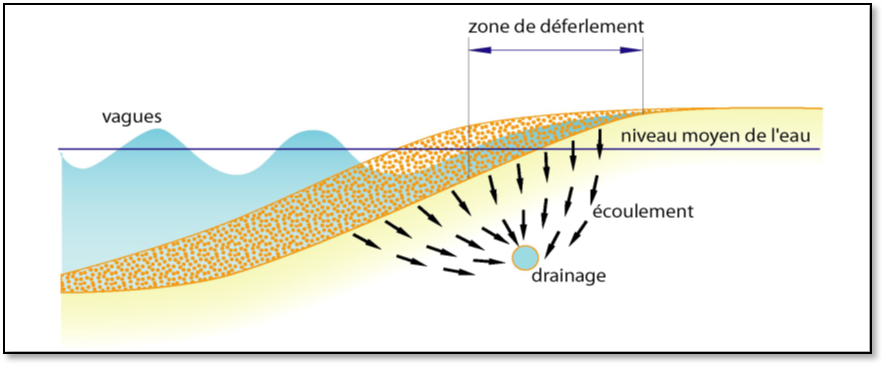 zone de déferlement
vagues
niveau moyen de l'eau
écoulement
drainage